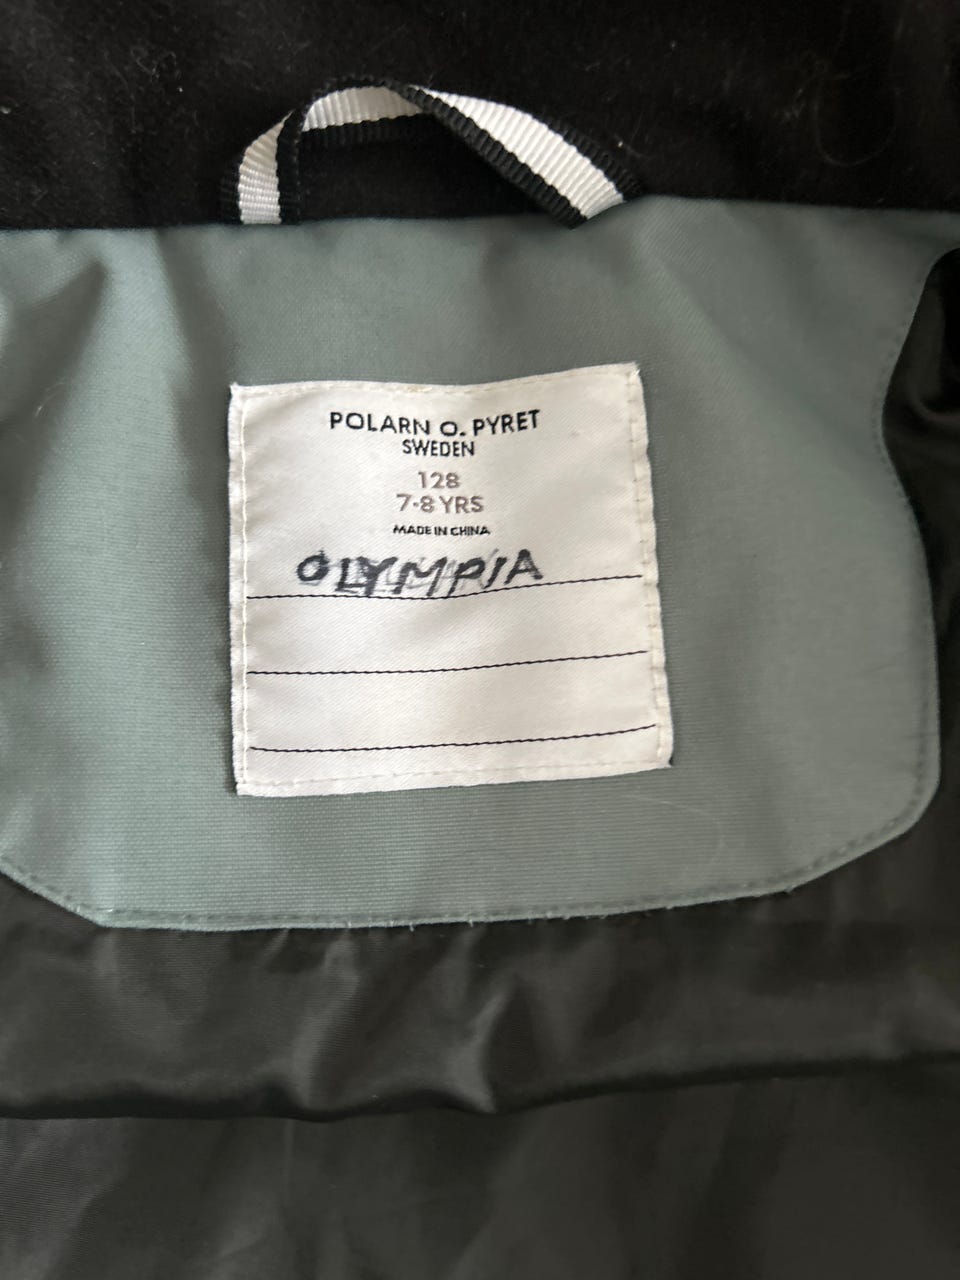 POLARN O. PYRET
SWEDEN
128
7-8 YRS
MADE IN CHINA
OLYMPIA